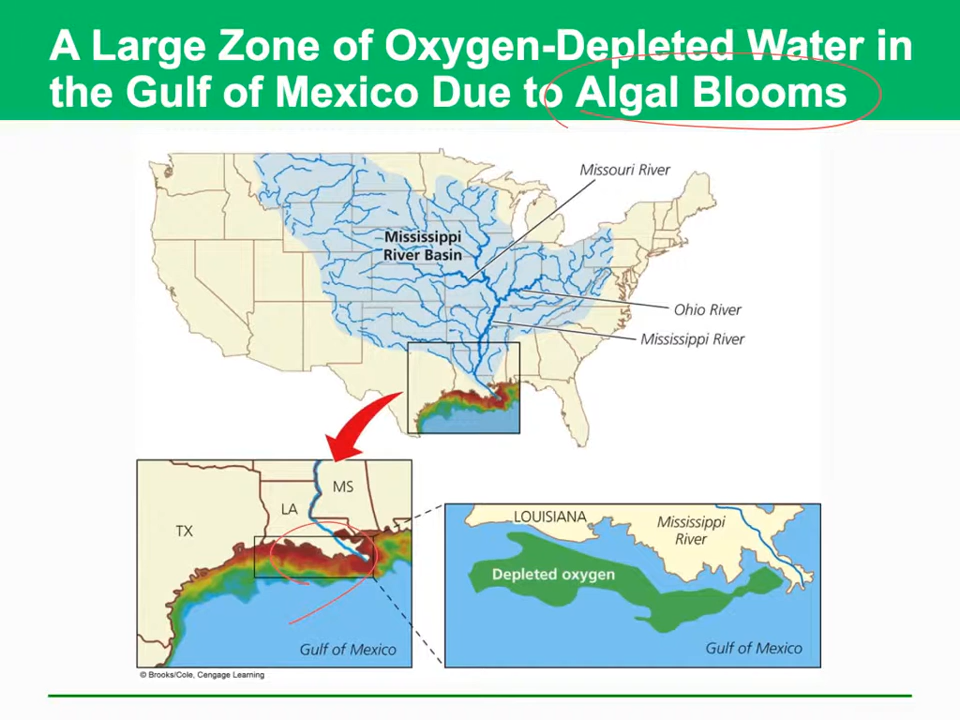 A Large Zone of Oxygen-Depleted Water in
the Gulf of Mexico Due to Algal Blooms
Missouri River
Mississippi
River Basin
Ohio River
Mississippi River
MS
LA
TX
Gulf of Mexico
LOUISIANA
Mississippi
River
Depleted oxygen
Gulf of Mexico
© Brooks/Cole, Cengage Learning